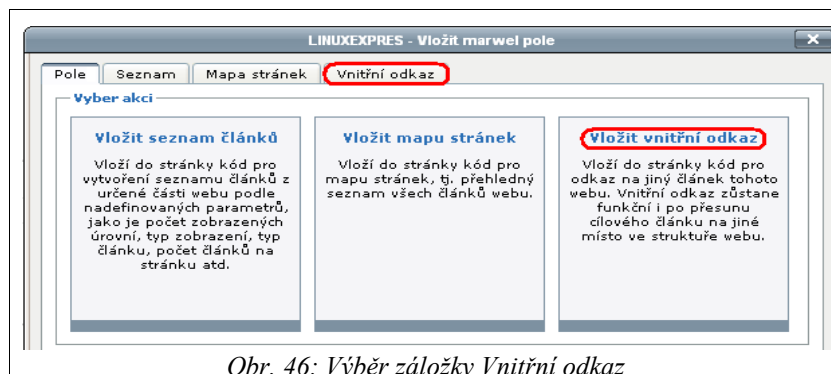 LINUXEXPRES - Vložit marwel pole
Pole Seznam Mapa stránek Vnitřní odkaz
Vyber akci
Vložit seznam článků
Vloží do stránky kód pro
vytvoření seznamu článků z
určené části webu podle
nadefinovaných parametrů,
jako je počet zobrazených
úrovní, typ zobrazení, typ
článku, počet článků na
stránku atd.
Vložit mapu stránek
Vloží do stránky kód pro
mapu stránek, tj. přehledný
seznam všech článků webu.
Vložit vnitřní odkaz
Vloží do stránky kód pro
odkaz na jiný článek tohoto
webu. Vnitřní odkaz zůstane
funkční i po přesunu
cílového článku na jiné
místo ve struktuře webu.
Obr. 46: Výběr záložky Vnitřní odkaz